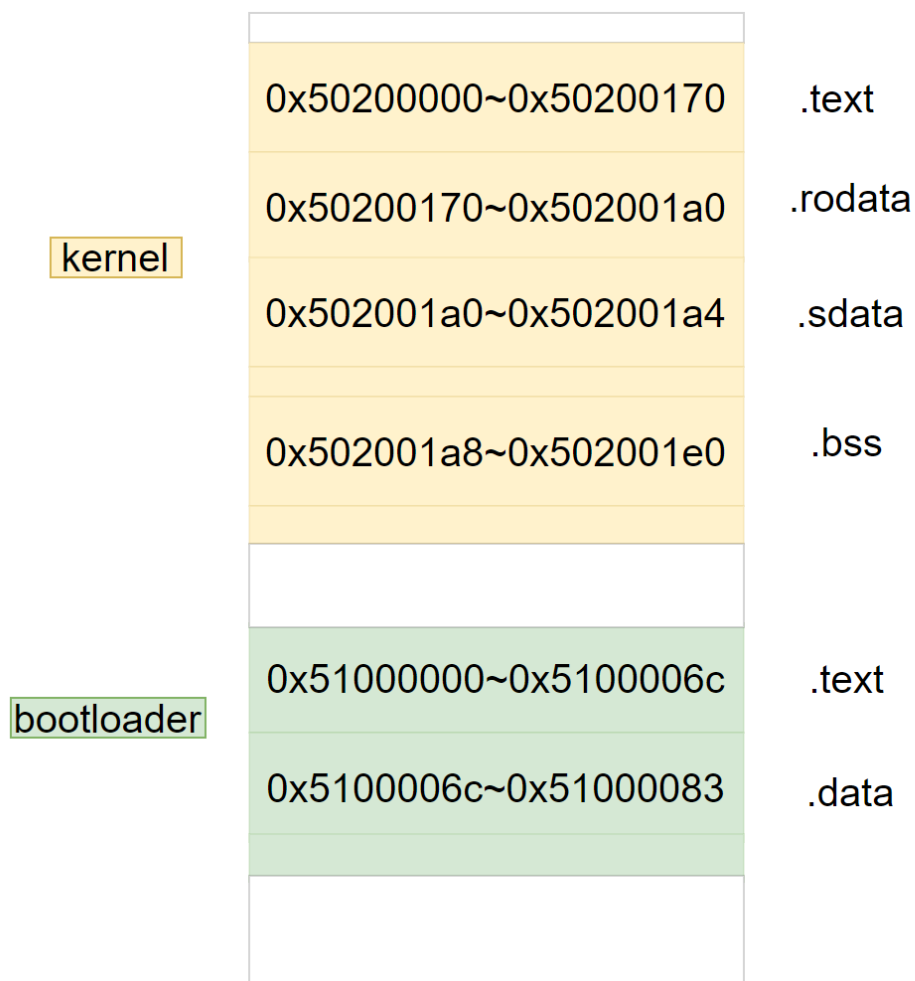 0x50200000~0x50200170 .text
0x50200170~0x502001a0 .rodata
kernel
0x502001a0~0x502001a4 .sdata
0x502001a8~0x502001e0 .bss
0x51000000~0x5100006c .text
bootloader
0x5100006c~0x51000083 .data